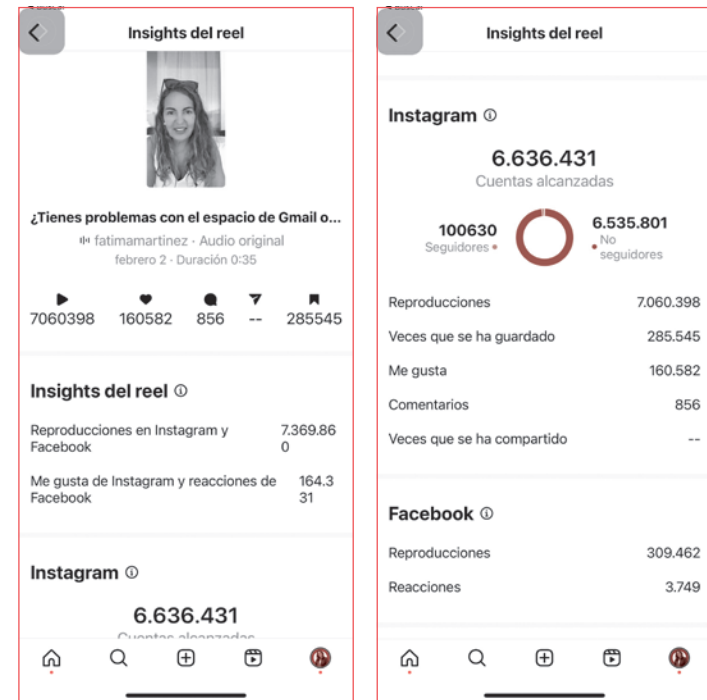 Insights del reel
¿Tienes problemas con el espacio de Gmail o...
fatimamartinez · Audio original
febrero 2 · Duración 0:35
7060398 160582 856 -- 285545
Insights del reel
Reproducciones en Instagram y
Facebook
7.369.86
0
Me gusta de Instagram y reacciones de
Facebook
164.3
31
Instagram
6.636.431
Cuentas alcanzadas
Insights del reel
Instagram
6.636.431
Cuentas alcanzadas
100630
Seguidores
6.535.801
No
seguidores
Reproducciones 7.060.398
Veces que se ha guardado 285.545
Me gusta 160.582
Comentarios 856
Veces que se ha compartido --
Facebook
Reproducciones 309.462
Reacciones 3.749